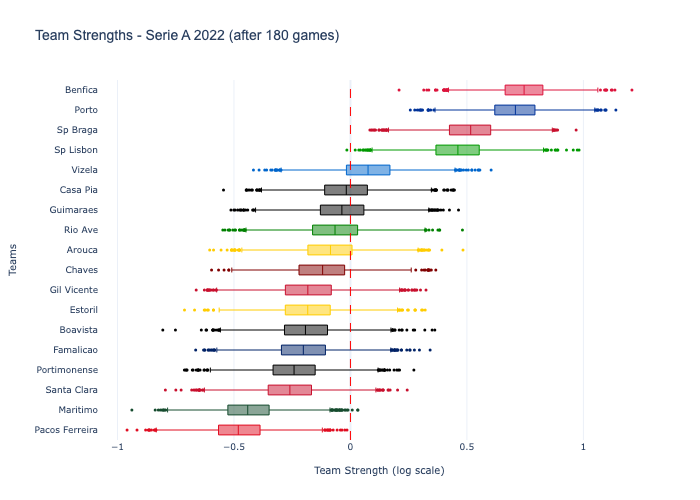 Team Strengths - Serie A 2022 (after 180 games)
Benfica
Porto
Sp Braga
Sp Lisbon
Vizela
Casa Pia
Guimaraes
Rio Ave
Arouca
Chaves
Gil Vicente
Estoril
Boavista
Famalicao
Portimonense
Santa Clara
Maritimo
Pacos Ferreira
Teams
−1
−0.5
0
0.5
1
Team Strength (log scale)